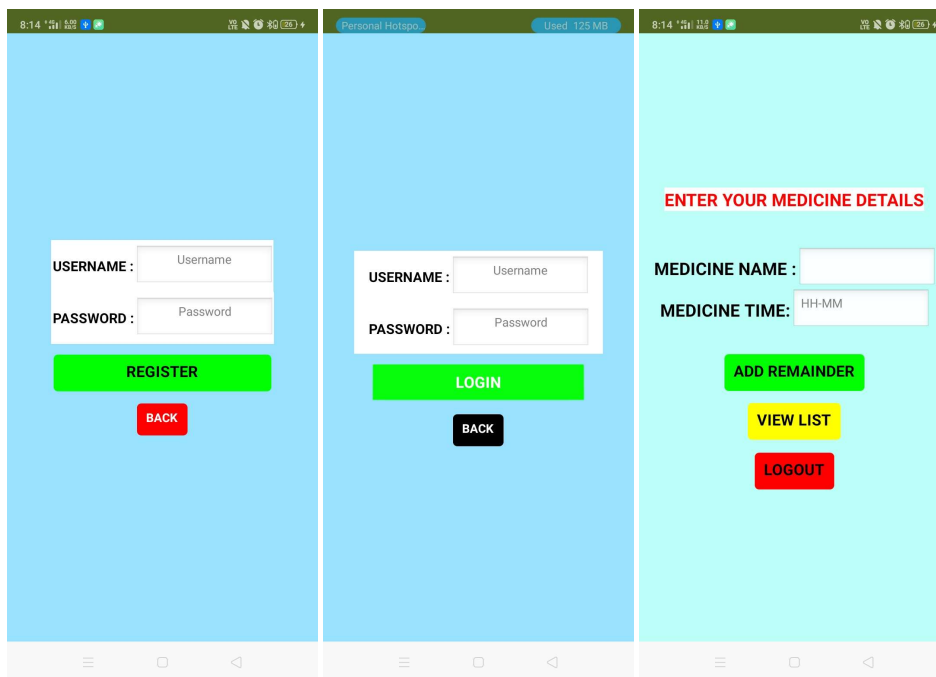 8:14
USERNAME : Username
PASSWORD : Password
REGISTER
BACK
Personal Hotspo.. Used 125 MB
USERNAME : Username
PASSWORD : Password
LOGIN
BACK
8:14
ENTER YOUR MEDICINE DETAILS
MEDICINE NAME :
MEDICINE TIME: HH-MM
ADD REMAINDER
VIEW LIST
LOGOUT